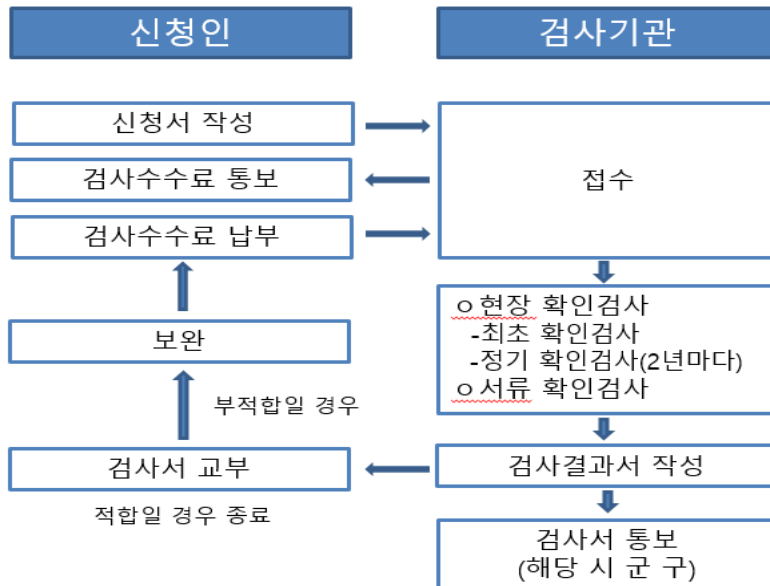 신청인
검사기관
신청서 작성
검사수수료 통보
검사수수료 납부
접수
ㅇ현장 확인검사
-최초 확인검사
-정기 확인검사(2년마다)
ㅇ서류 확인검사
보완
부적합일 경우
검사서 교부
적합일 경우 종료
검사결과서 작성
검사서 통보
(해당 시 군 구)